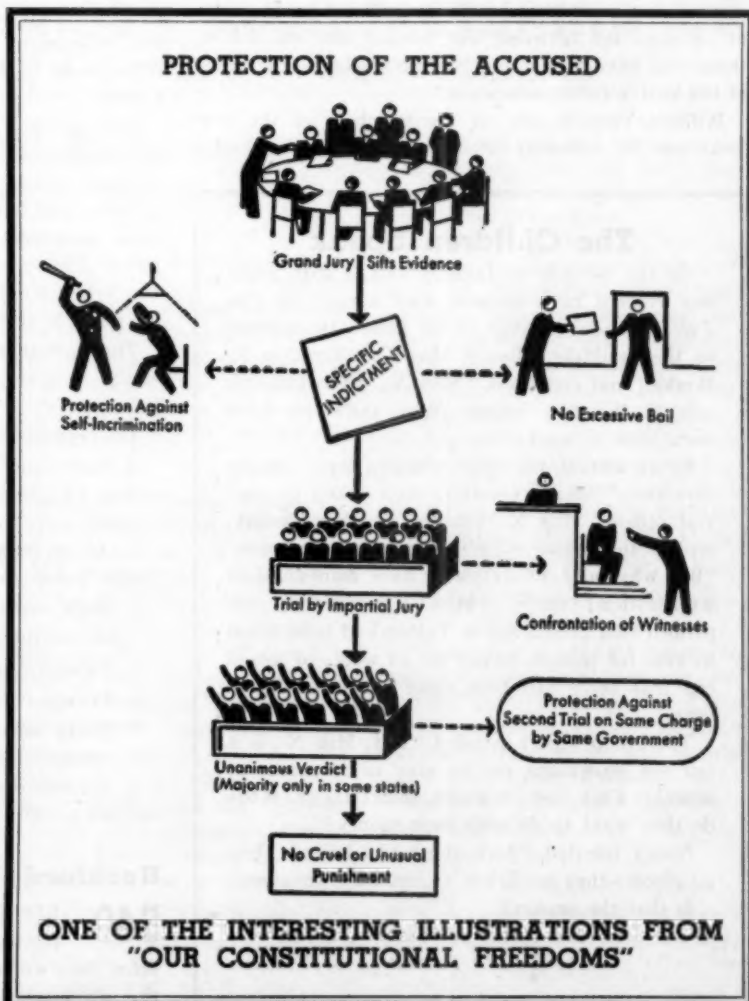 PROTECTION OF THE ACCUSED
Grand Jury Sifts Evidence
SPECIFIC
INDICTMENT
Protection Against
Self-Incrimination
No Excessive Bail
Trial by Impartial Jury
Confrontation of Witnesses
Unanimous Verdict
(Majority only in some states)
Protection Against
Second Trial on Same Charge
by Same Government
No Cruel or Unusual
Punishment
ONE OF THE INTERESTING ILLUSTRATIONS FROM
"OUR CONSTITUTIONAL FREEDOMS"